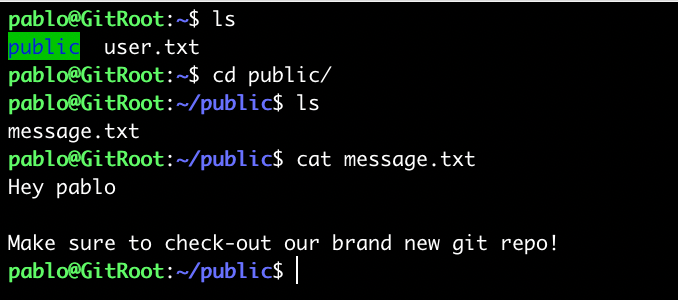 pablo@GitRoot:~$ ls
public  user.txt
pablo@GitRoot:~$ cd public/
pablo@GitRoot:~/public$ ls
message.txt
pablo@GitRoot:~/public$ cat message.txt
Hey pablo
Make sure to check-out our brand new git repo!
pablo@GitRoot:~/public$